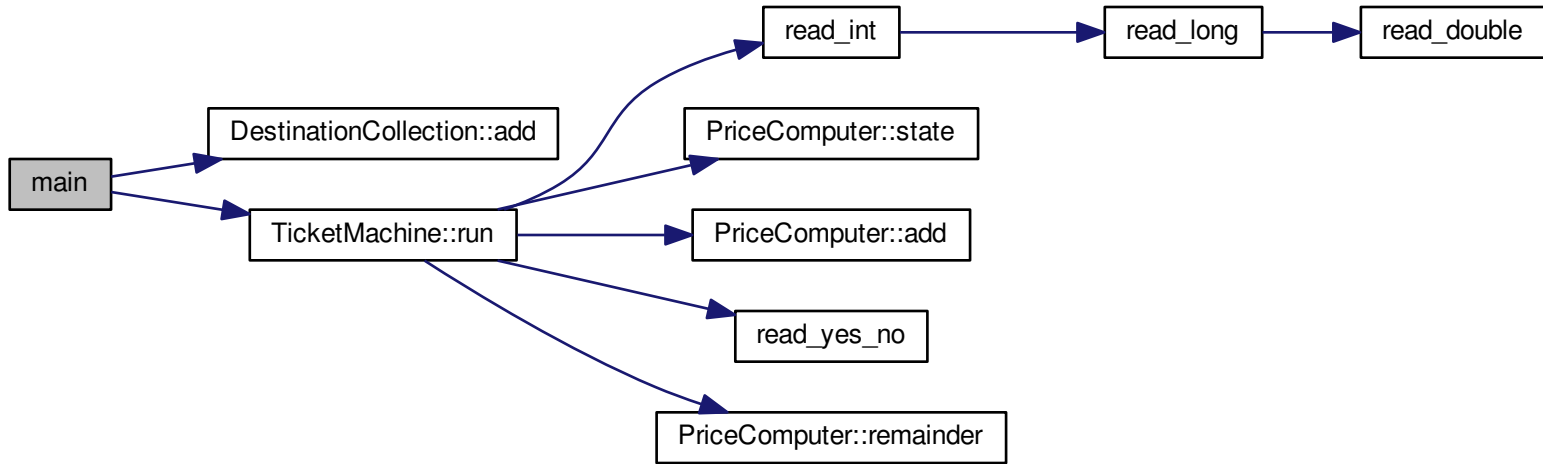 read_int
read_long
read_double
DestinationCollection::add
PriceComputer::state
main
TicketMachine::run
PriceComputer::add
read_yes_no
PriceComputer::remainder